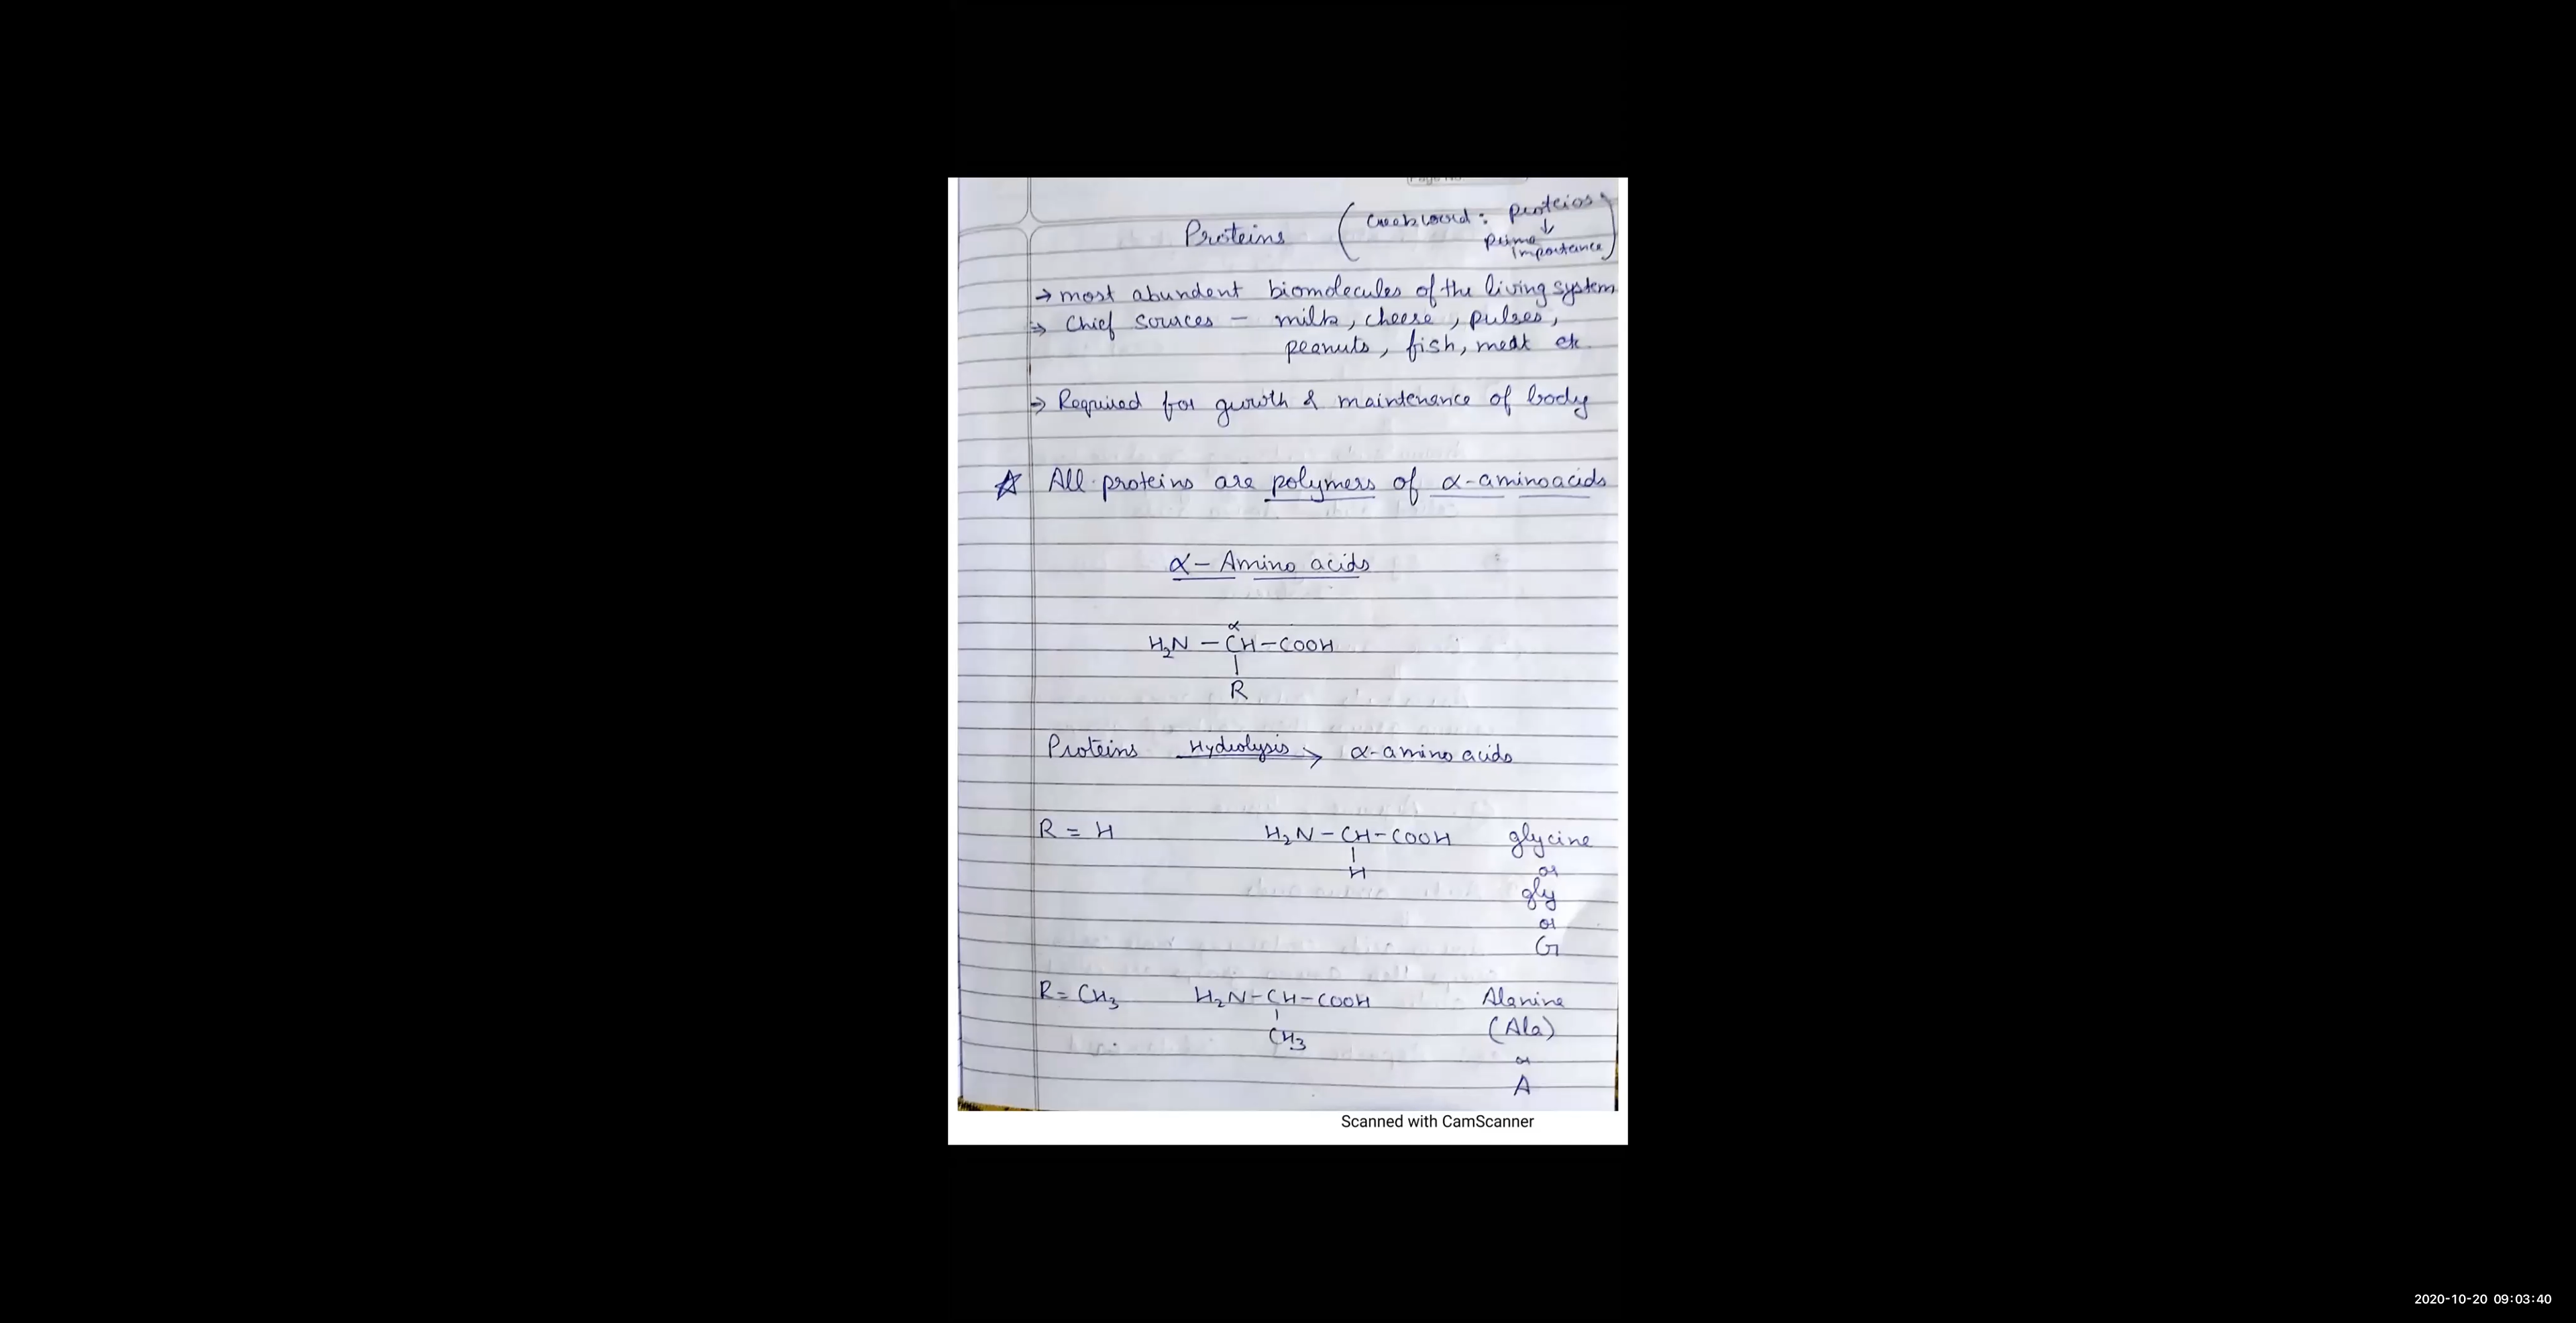 Proteins (Greek word: proteios
↓
prime
importance)
→ most abundent biomolecules of the living system
⇒ Chief sources – milk, cheese, pulses,
peanuts, fish, meat etc.
⇒ Required for growth & maintenance of body
☆ All proteins are polymers of α-aminoacids
α – Amino acids
α
H₂N – CH – COOH
|
R
Proteins Hydrolysis → α-amino acids
R = H H₂N – CH – COOH glycine
|
H or
gly
or
G
R = CH₃ H₂N – CH – COOH Alanine
|
CH₃ (Ala)
or
A
Scanned with CamScanner
2020-10-20 09:03:40